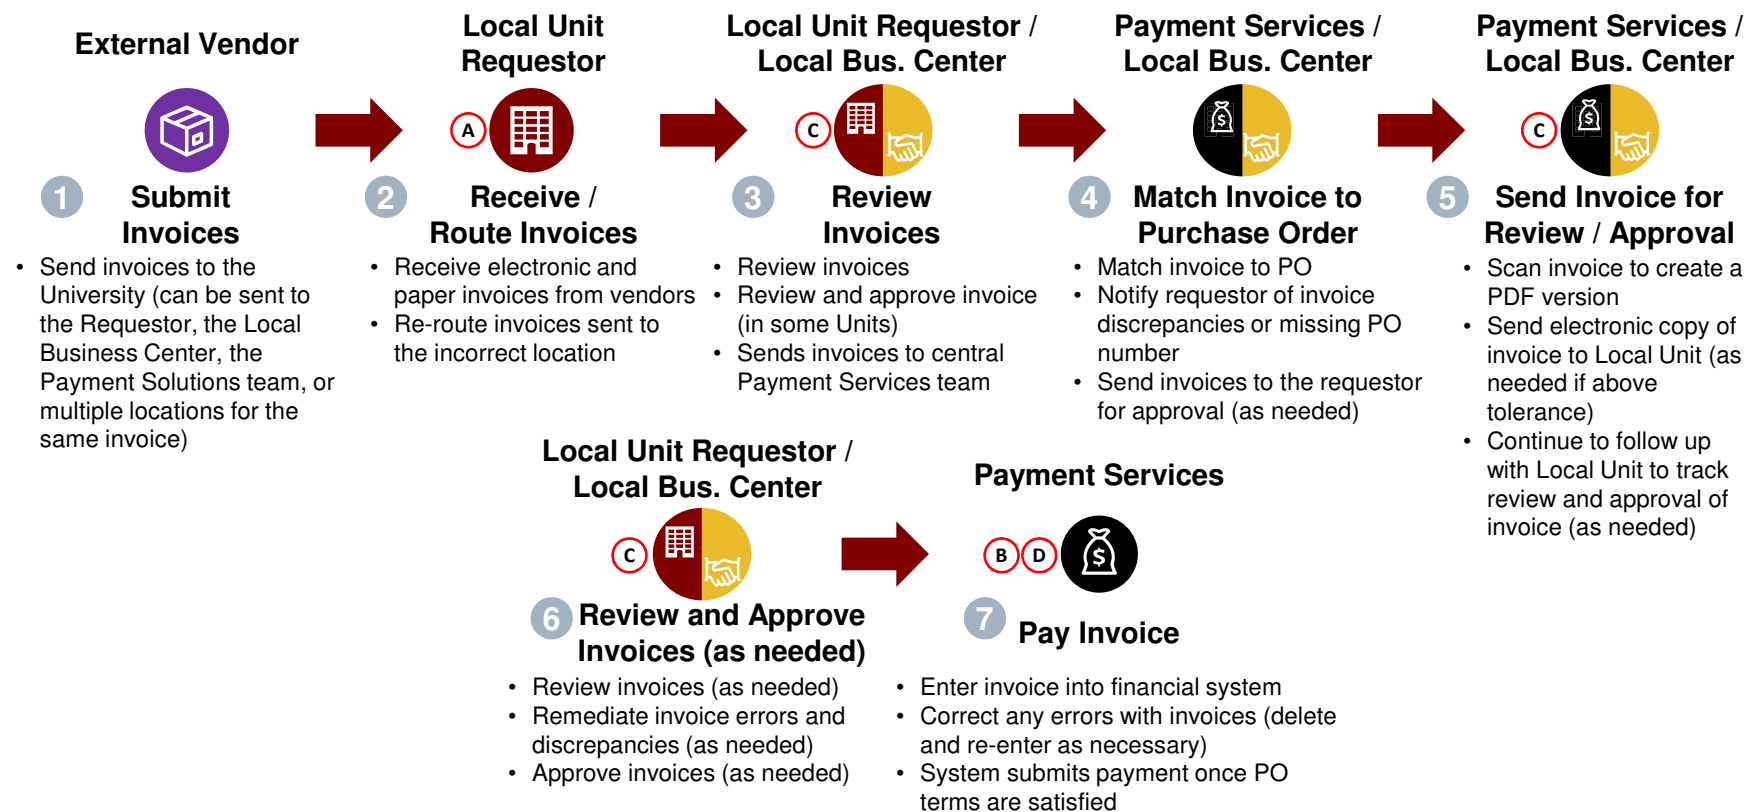 External Vendor
1
Submit
Invoices
• Send invoices to the
University (can be sent to
the Requestor, the Local
Business Center, the
Payment Solutions team, or
multiple locations for the
same invoice)
Local Unit
Requestor
A
2
Receive /
Route Invoices
• Receive electronic and
paper invoices from vendors
• Re-route invoices sent to
the incorrect location
Local Unit Requestor /
Local Bus. Center
C
3
Review
Invoices
• Review invoices
• Review and approve invoice
(in some Units)
• Sends invoices to central
Payment Services team
Payment Services /
Local Bus. Center
$
4
Match Invoice to
Purchase Order
• Match invoice to PO
• Notify requestor of invoice
discrepancies or missing PO
number
• Send invoices to the requestor
for approval (as needed)
Payment Services /
Local Bus. Center
C
$
5
Send Invoice for
Review / Approval
• Scan invoice to create a
PDF version
• Send electronic copy of
invoice to Local Unit (as
needed if above
tolerance)
• Continue to follow up
with Local Unit to track
review and approval of
invoice (as needed)
Local Unit Requestor /
Local Bus. Center
C
6
Review and Approve
Invoices (as needed)
• Review invoices (as needed)
• Remediate invoice errors and
discrepancies (as needed)
• Approve invoices (as needed)
Payment Services
B D
$
7
Pay Invoice
• Enter invoice into financial system
• Correct any errors with invoices (delete
and re-enter as necessary)
• System submits payment once PO
terms are satisfied